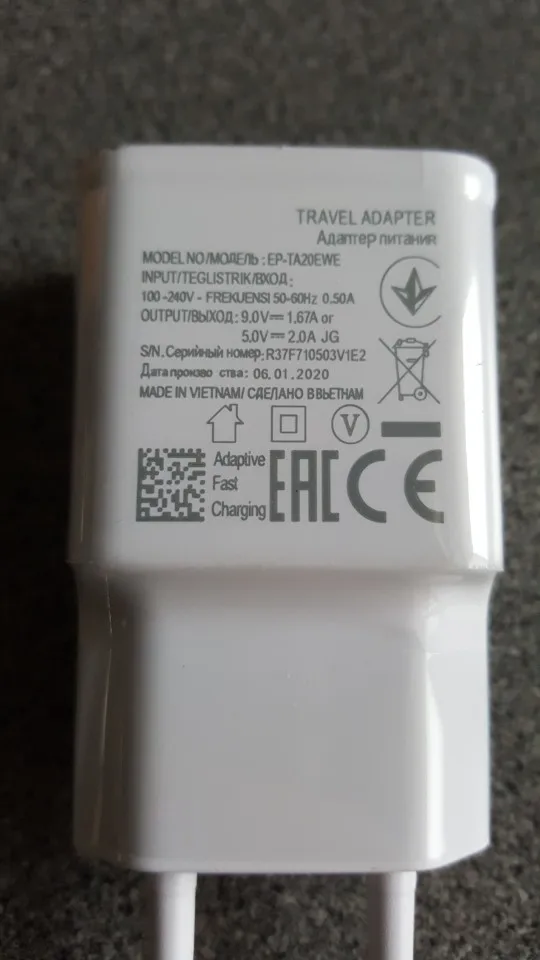 TRAVEL ADAPTER
Адаптер питания
MODEL NO/МОДЕЛЬ : EP-TA20EWE
INPUT/TEGLISTRIK/ВХОД :
100-240V - FREKUENSI 50-60Hz 0.50A
OUTPUT/ВЫХОД: 9.0V⎓1.67A or
5.0V⎓2.0A JG
S/N.Серийный номер: R37F710503V1E2
Дата произво ства: 06.01.2020
MADE IN VIETNAM/ СДЕЛАНО В ВЬЕТНАМ
V
Adaptive
Fast
Charging
EAC CE